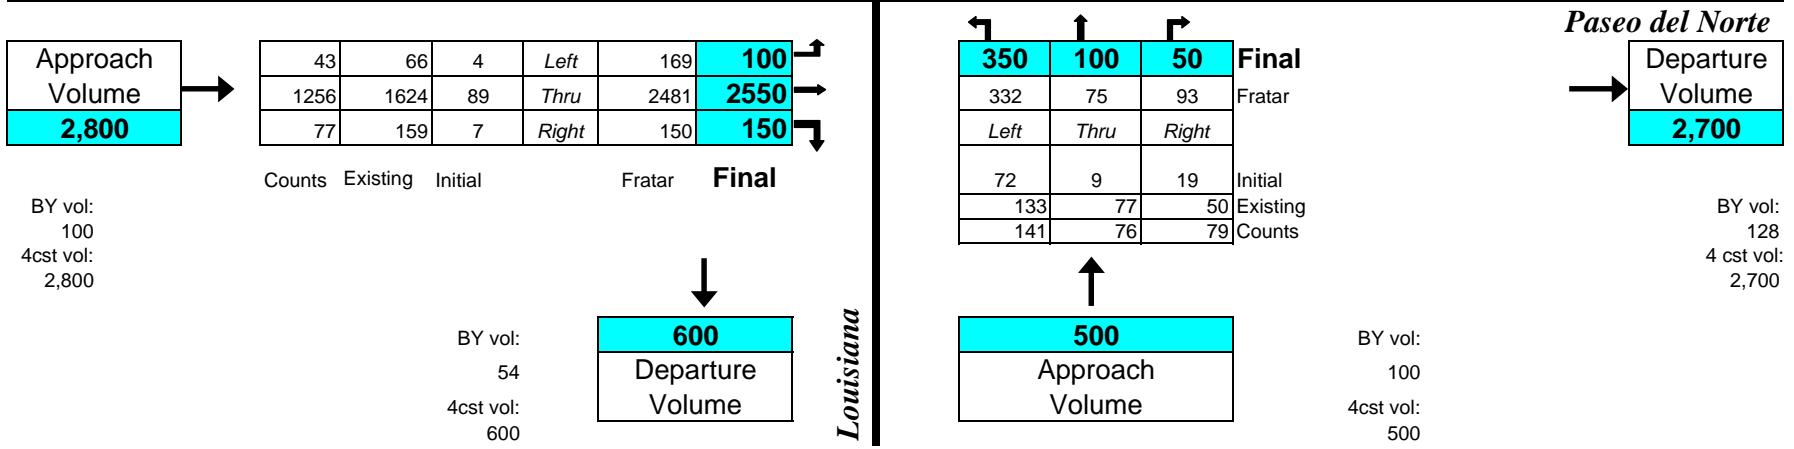 Paseo del Norte
Approach
Volume
2,800
43 66 4 Left 169 100
1256 1624 89 Thru 2481 2550
77 159 7 Right 150 150
Counts Existing Initial Fratar Final
BY vol:
100
4cst vol:
2,800
600
Departure
Volume
BY vol:
54
4cst vol:
600
Louisiana
350 100 50 Final
332 75 93 Fratar
Left Thru Right
72 9 19 Initial
133 77 50 Existing
141 76 79 Counts
500
Approach
Volume
BY vol:
100
4cst vol:
500
Departure
Volume
2,700
BY vol:
128
4 cst vol:
2,700